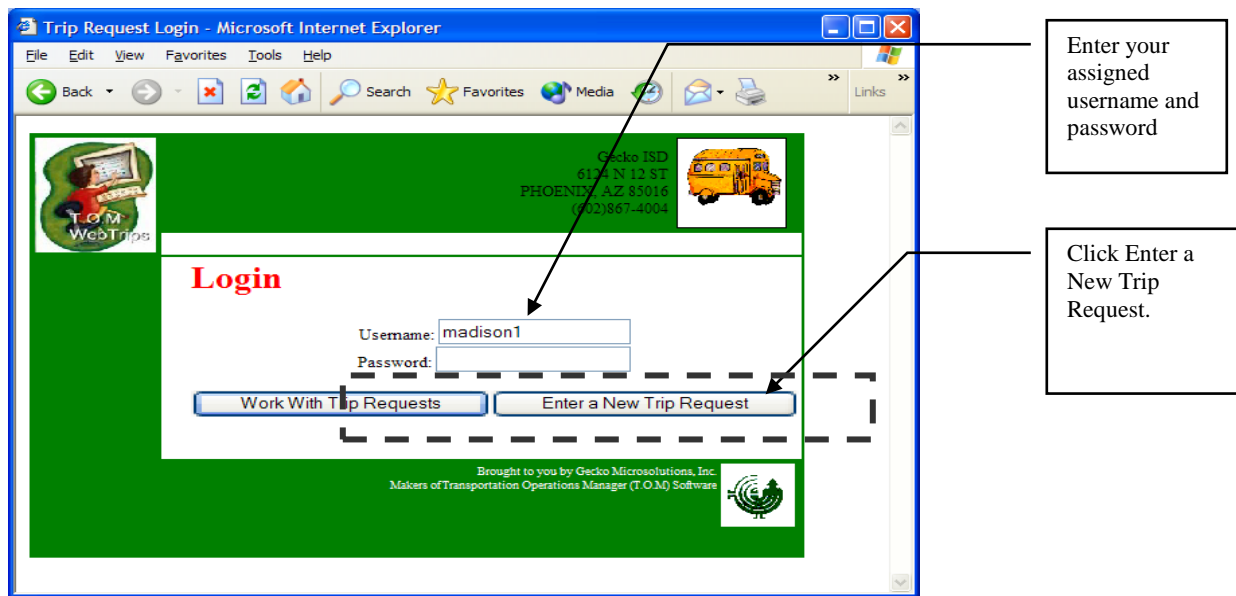 Trip Request Login - Microsoft Internet Explorer
File Edit View Favorites Tools Help
Back Search Favorites Media » Links »
T.O.M
WebTrips
Gecko ISD
6124 N 12 ST
PHOENIX, AZ 85016
(602)867-4004
Login
Username: madison1
Password:
Work With Trip Requests Enter a New Trip Request
Brought to you by Gecko Microsolutions, Inc.
Makers of Transportation Operations Manager (T.O.M) Software
Enter your
assigned
username and
password
Click Enter a
New Trip
Request.